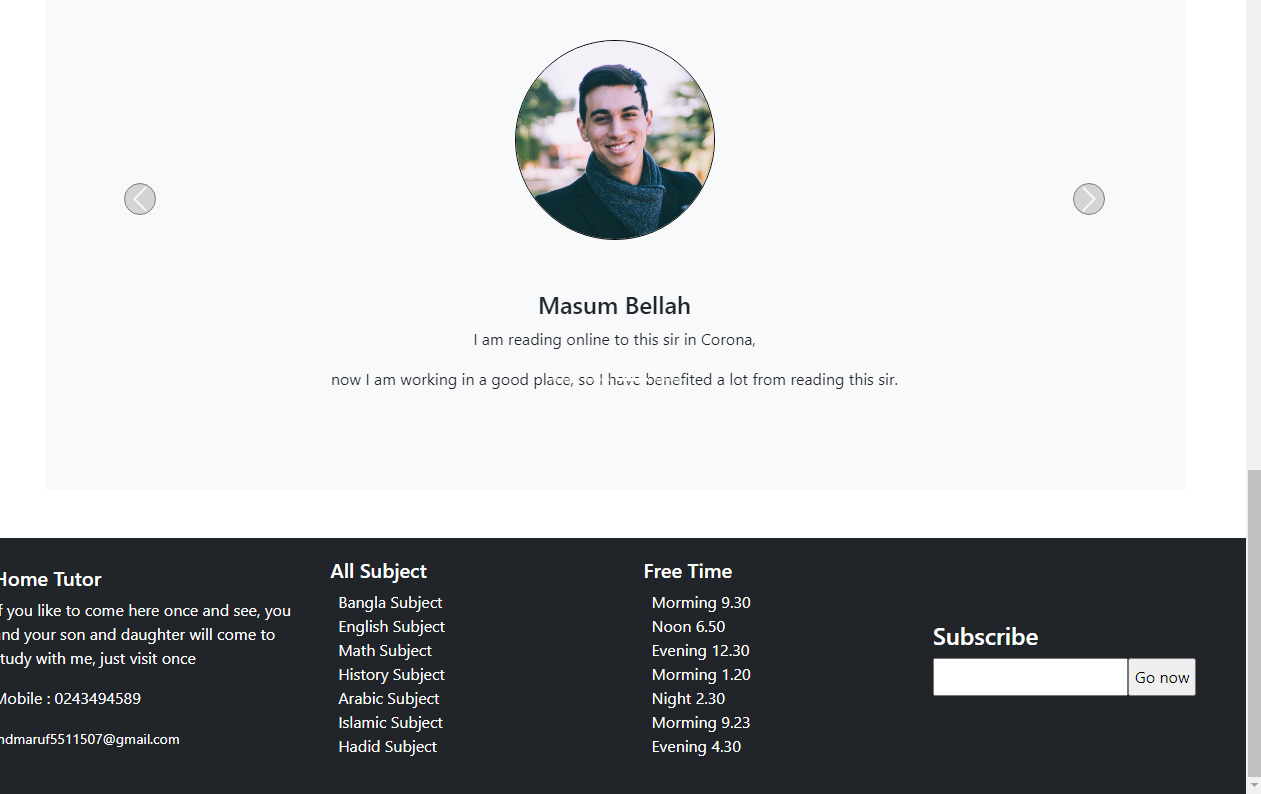 Masum Bellah
I am reading online to this sir in Corona,
now I am working in a good place, so I have benefited a lot from reading this sir.
Home Tutor
f you like to come here once and see, you
and your son and daughter will come to
study with me, just visit once
Mobile : 0243494589
mdmaruf5511507@gmail.com
All Subject
Bangla Subject
English Subject
Math Subject
History Subject
Arabic Subject
Islamic Subject
Hadid Subject
Free Time
Morming 9.30
Noon 6.50
Evening 12.30
Morming 1.20
Night 2.30
Morming 9.23
Evening 4.30
Subscribe
Go now